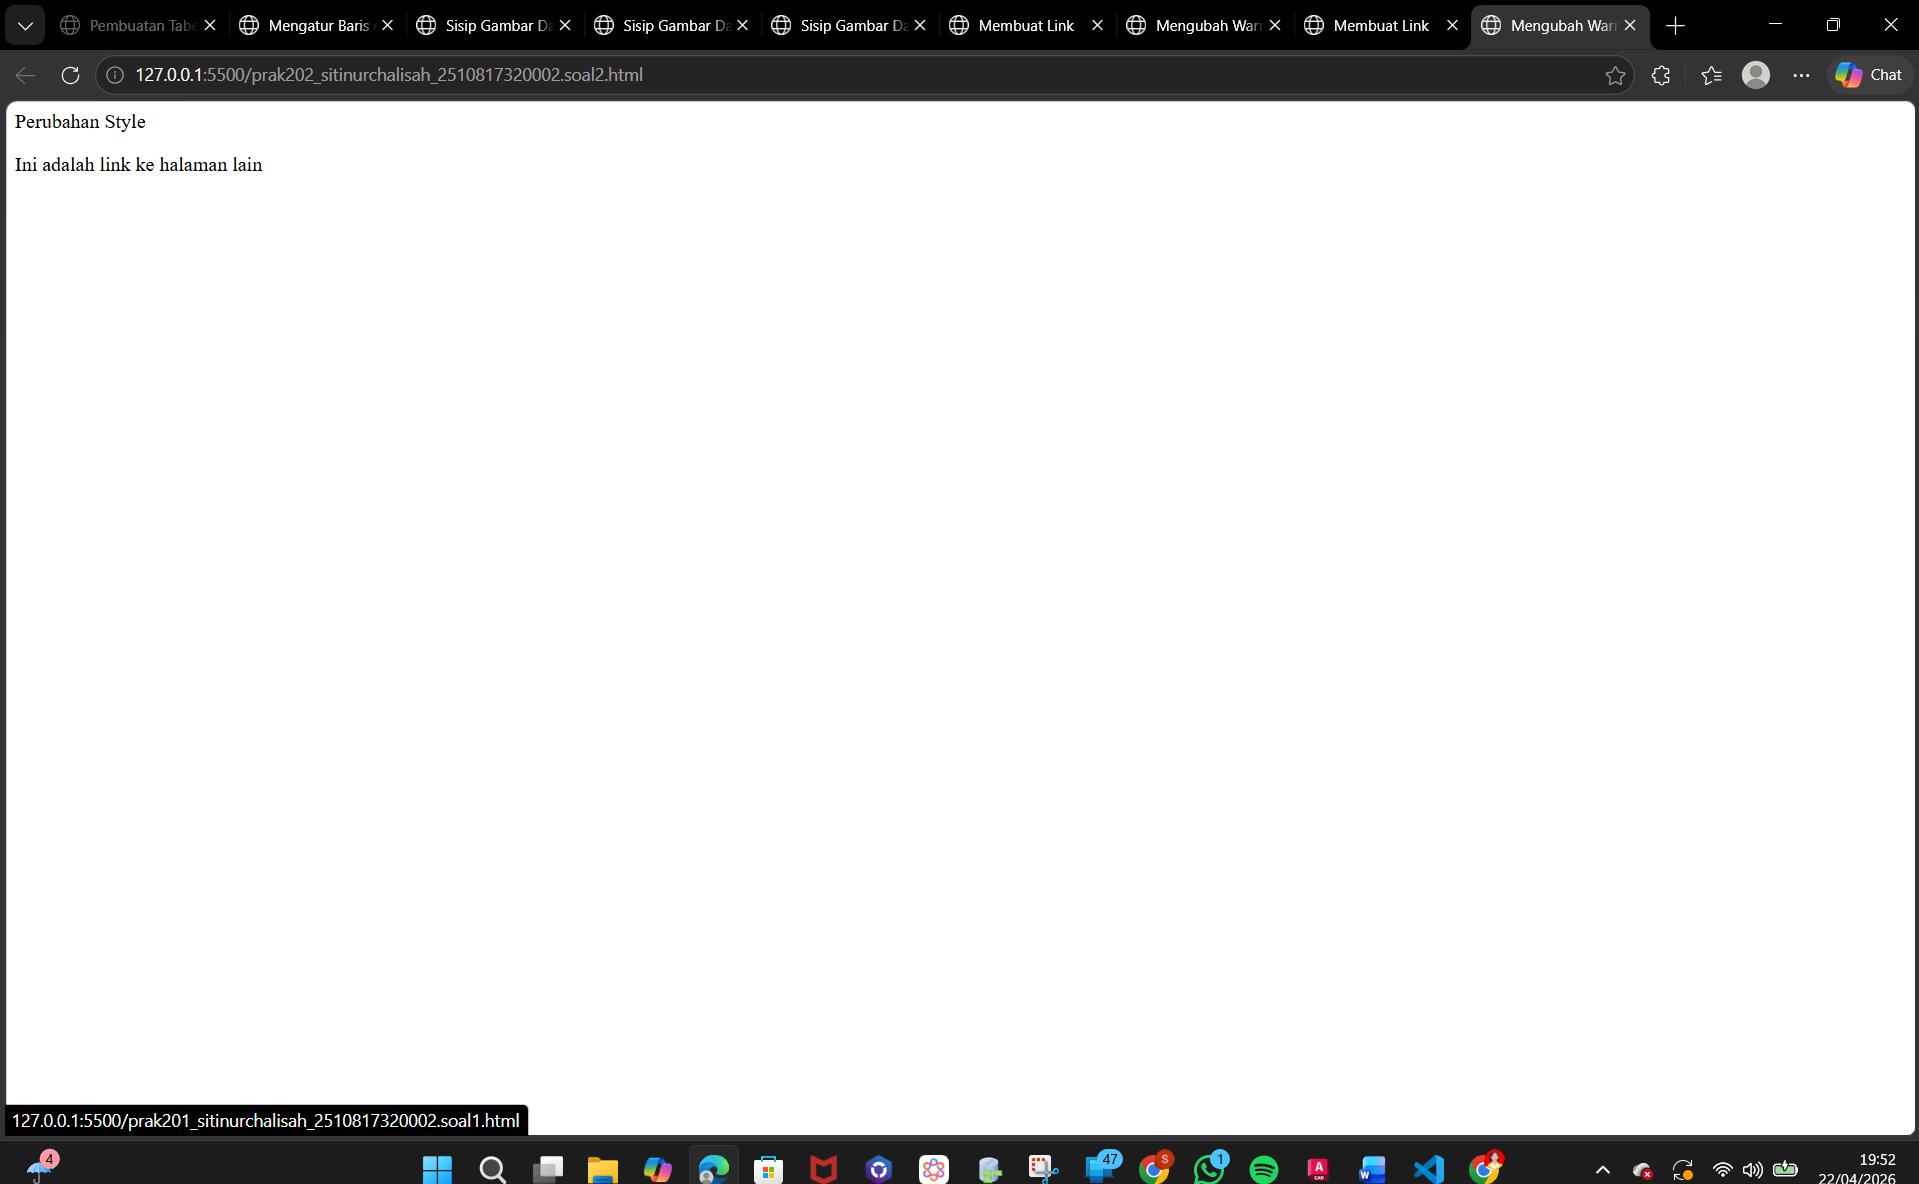 Pembuatan Tabe
Mengatur Baris
Sisip Gambar Da
Sisip Gambar Da
Sisip Gambar Da
Membuat Link
Mengubah War
Membuat Link
Mengubah Warn
127.0.0.1:5500/prak202_sitinurchalisah_2510817320002.soal2.html
Chat
Perubahan Style
Ini adalah link ke halaman lain
127.0.0.1:5500/prak201_sitinurchalisah_2510817320002.soal1.html
4
47
S
1
A
CAD
W
19:52
22/04/2026